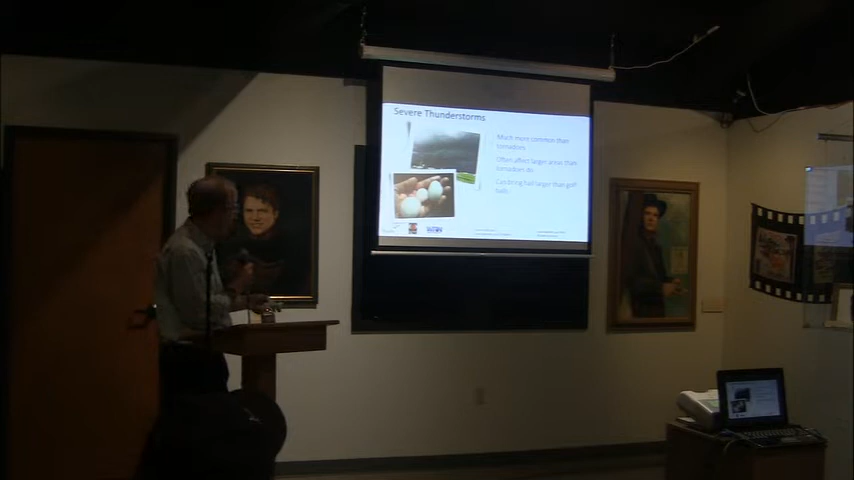 Severe Thunderstorms
Much more common than
tornadoes
Often affect larger areas than
tornadoes do
Can bring hail larger than golf
balls